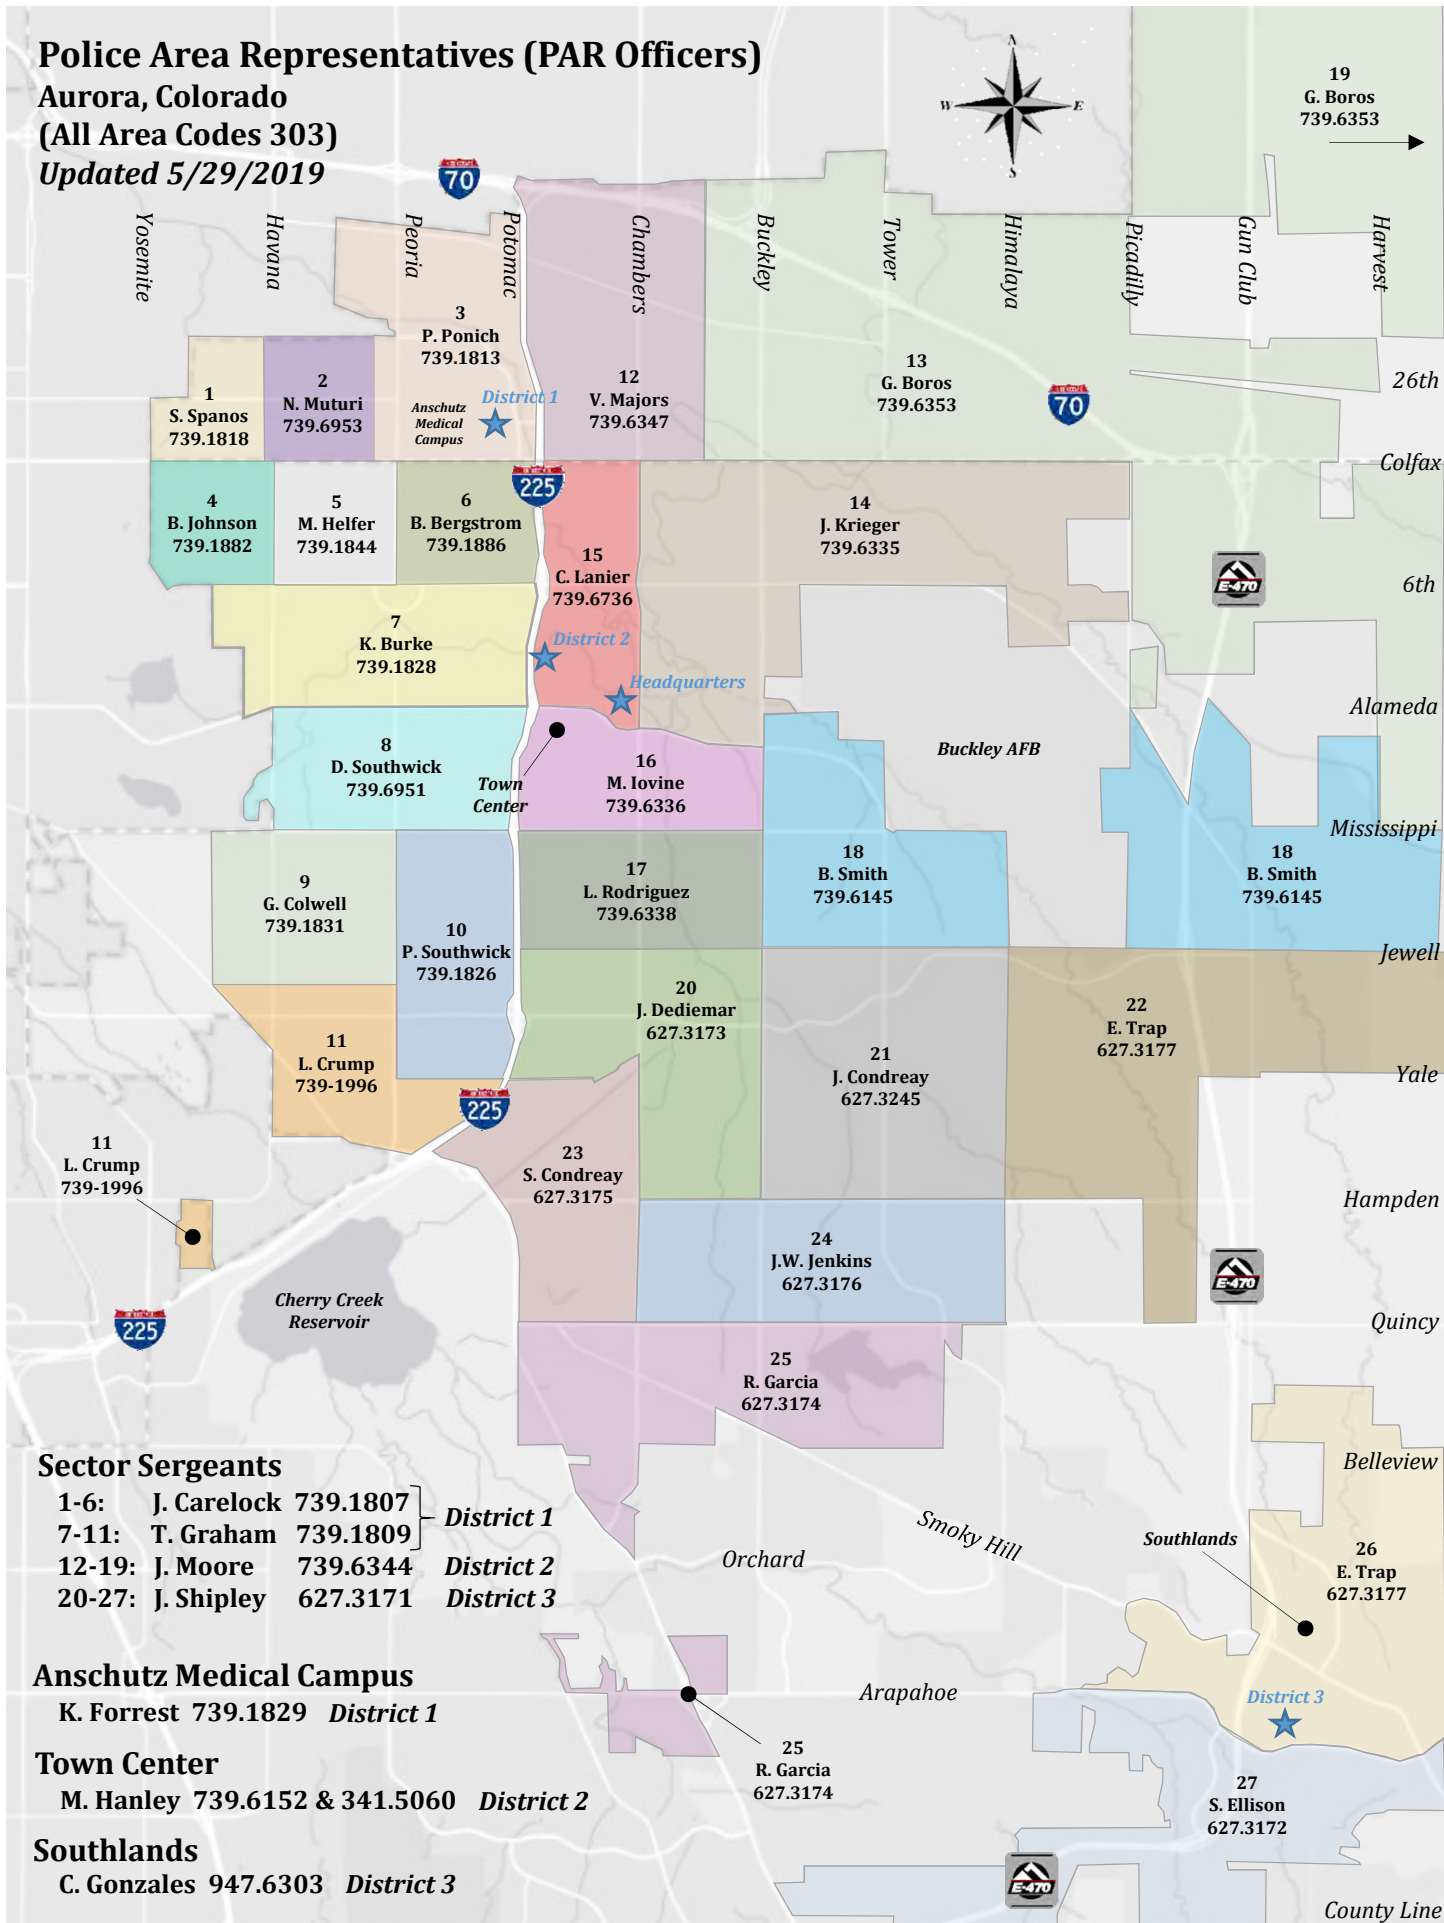 Police Area Representatives (PAR Officers)
Aurora, Colorado
(All Area Codes 303)
Updated 5/29/2019
N
W
E
S
19
G. Boros
739.6353
70
Yosemite
Havana
Peoria
Potomac
Chambers
Buckley
Tower
Himalaya
Picadilly
Gun Club
Harvest
3
P. Ponich
739.1813
1
S. Spanos
739.1818
2
N. Muturi
739.6953
Anschutz
Medical
Campus
District 1
12
V. Majors
739.6347
13
G. Boros
739.6353
70
26th
Colfax
225
4
B. Johnson
739.1882
5
M. Helfer
739.1844
6
B. Bergstrom
739.1886
15
C. Lanier
739.6736
14
J. Krieger
739.6335
E-470
6th
7
K. Burke
739.1828
District 2
Headquarters
Alameda
8
D. Southwick
739.6951
Town
Center
16
M. Iovine
739.6336
Buckley AFB
Mississippi
9
G. Colwell
739.1831
10
P. Southwick
739.1826
17
L. Rodriguez
739.6338
18
B. Smith
739.6145
18
B. Smith
739.6145
Jewell
11
L. Crump
739-1996
20
J. Dediemar
627.3173
21
J. Condreay
627.3245
22
E. Trap
627.3177
Yale
225
11
L. Crump
739-1996
23
S. Condreay
627.3175
Hampden
24
J.W. Jenkins
627.3176
E-470
Cherry Creek
Reservoir
225
Quincy
25
R. Garcia
627.3174
Belleview
Sector Sergeants
1-6: J. Carelock 739.1807
7-11: T. Graham 739.1809
District 1
12-19: J. Moore 739.6344 District 2
20-27: J. Shipley 627.3171 District 3
Orchard
Smoky Hill
Southlands
26
E. Trap
627.3177
Anschutz Medical Campus
K. Forrest 739.1829 District 1
Arapahoe
District 3
25
R. Garcia
627.3174
Town Center
M. Hanley 739.6152 & 341.5060 District 2
27
S. Ellison
627.3172
Southlands
C. Gonzales 947.6303 District 3
E-470
County Line